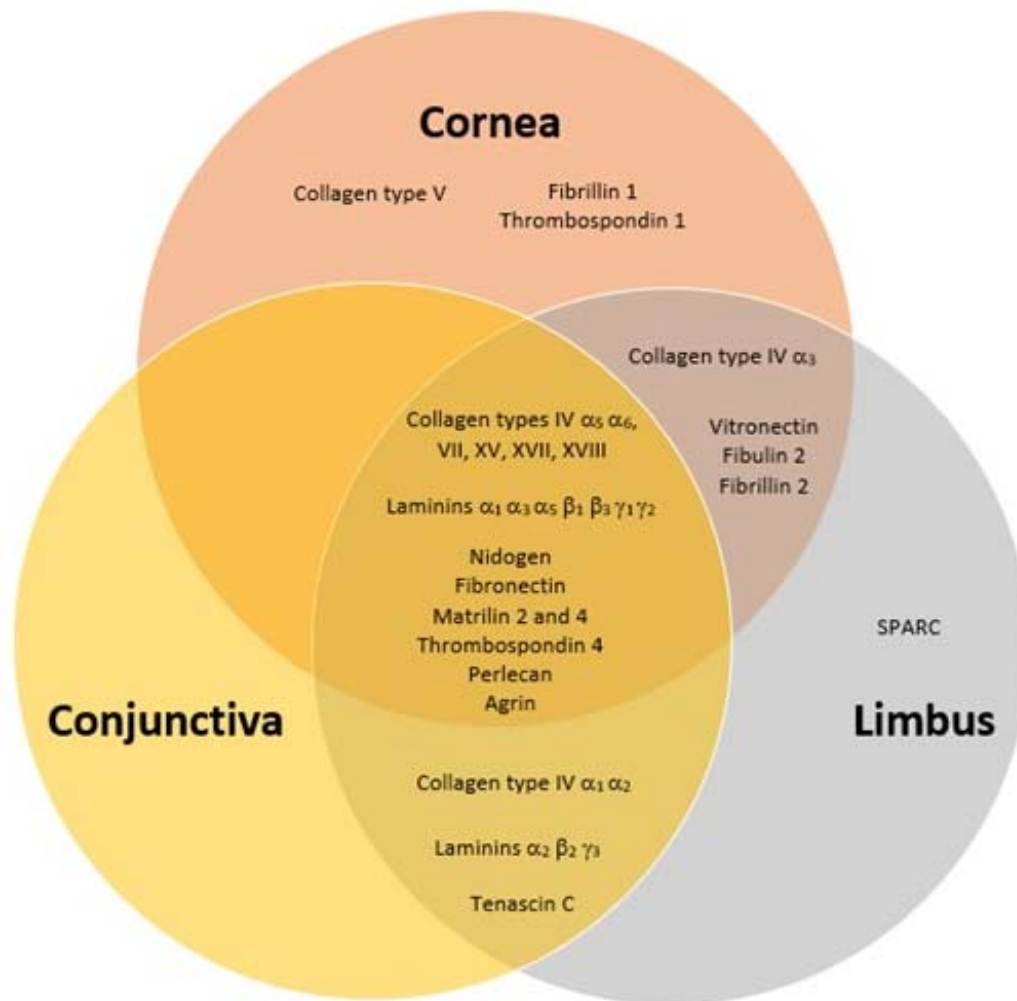 Cornea
Collagen type V
Fibrillin 1
Thrombospondin 1
Collagen type IV α₃
Vitronectin
Fibulin 2
Fibrillin 2
Collagen types IV α₅ α₆,
VII, XV, XVII, XVIII
Laminins α₁ α₃ α₅ β₁ β₃ γ₁ γ₂
Nidogen
Fibronectin
Matrilin 2 and 4
Thrombospondin 4
Perlecan
Agrin
SPARC
Conjunctiva
Limbus
Collagen type IV α₁ α₂
Laminins α₂ β₂ γ₃
Tenascin C